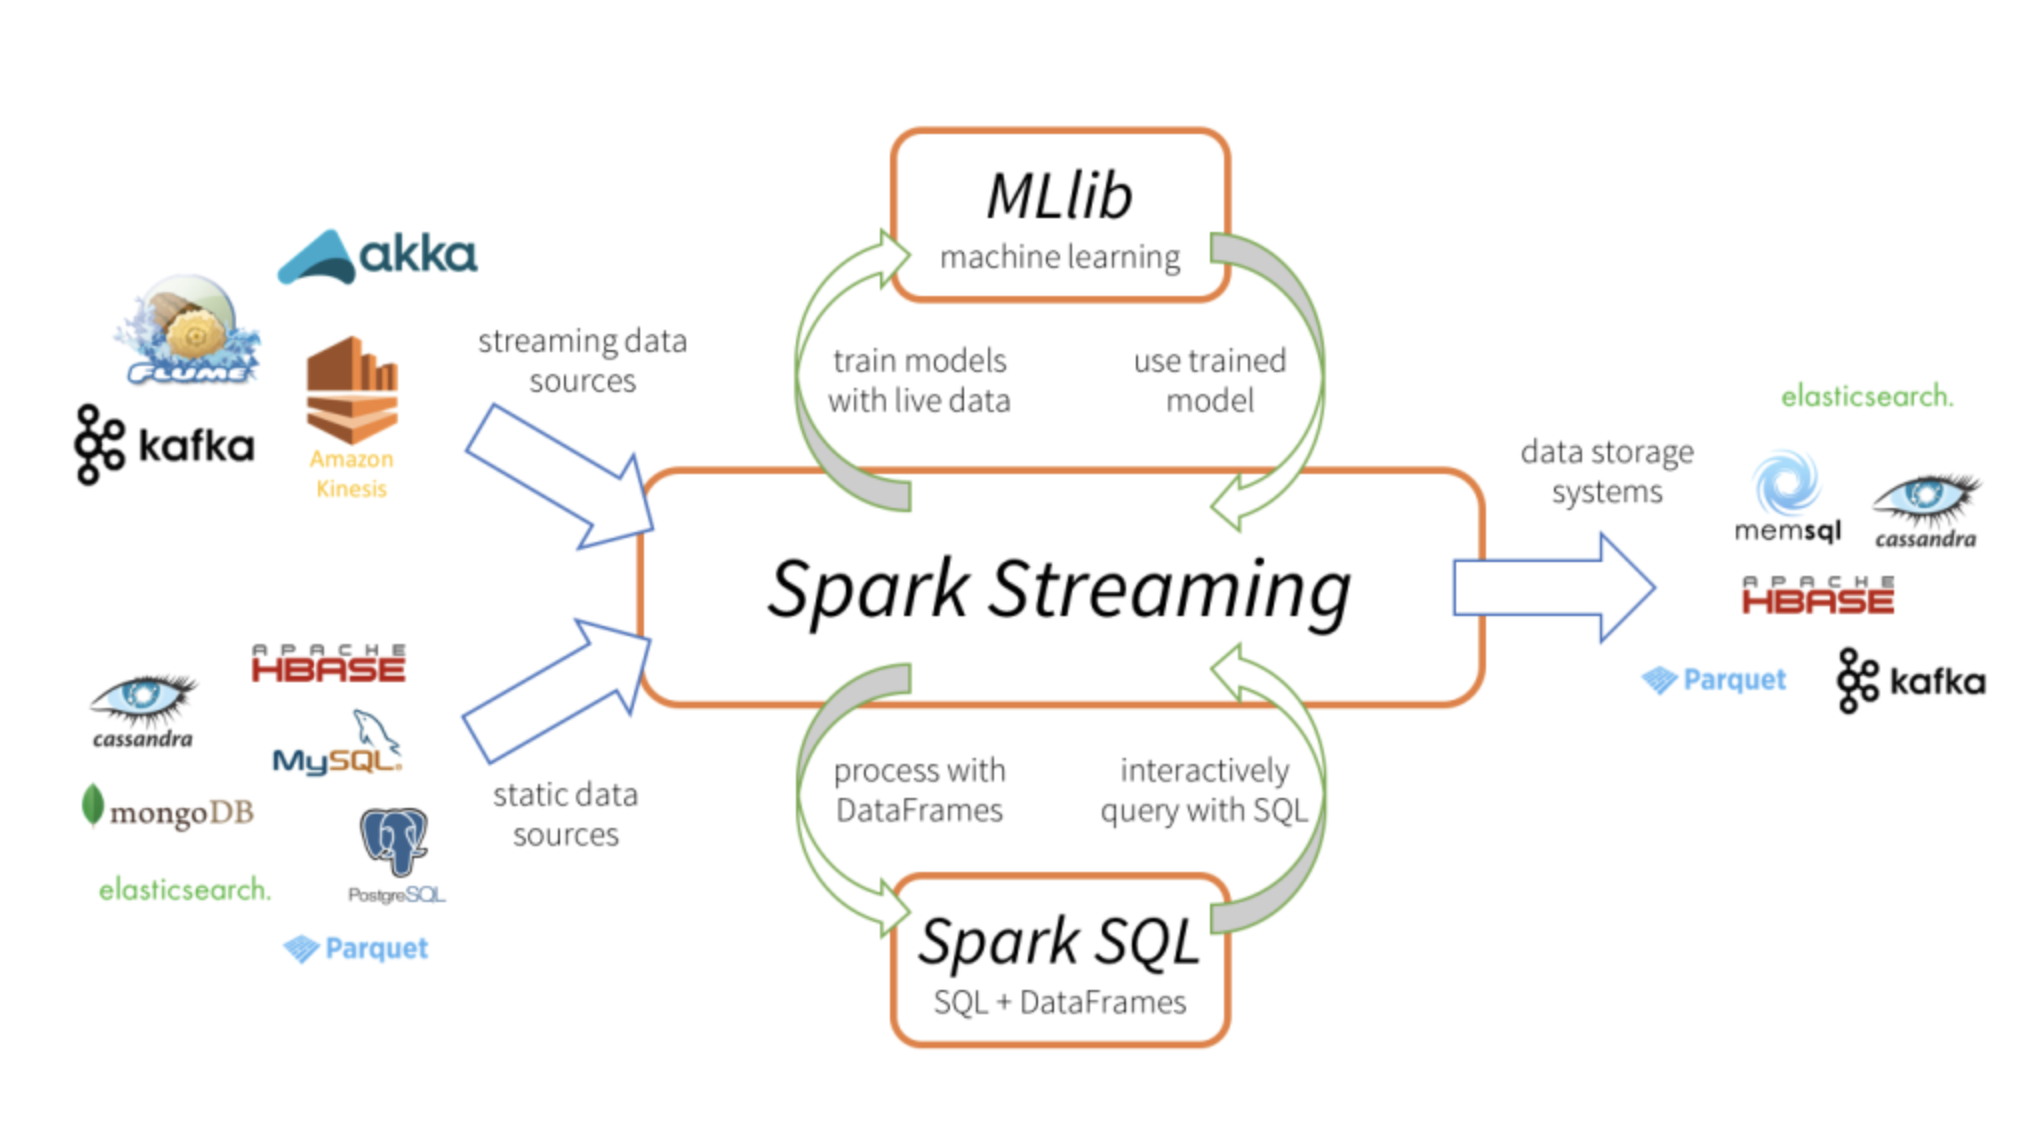 MLlib
machine learning
akka
FLUME
kafka
Amazon
Kinesis
streaming data
sources
train models
with live data
use trained
model
Spark Streaming
data storage
systems
elasticsearch.
memsql
cassandra
APACHE
HBASE
Parquet
kafka
APACHE
HBASE
cassandra
MySQL®
mongoDB
PostgreSQL
elasticsearch.
Parquet
static data
sources
process with
DataFrames
interactively
query with SQL
Spark SQL
SQL + DataFrames